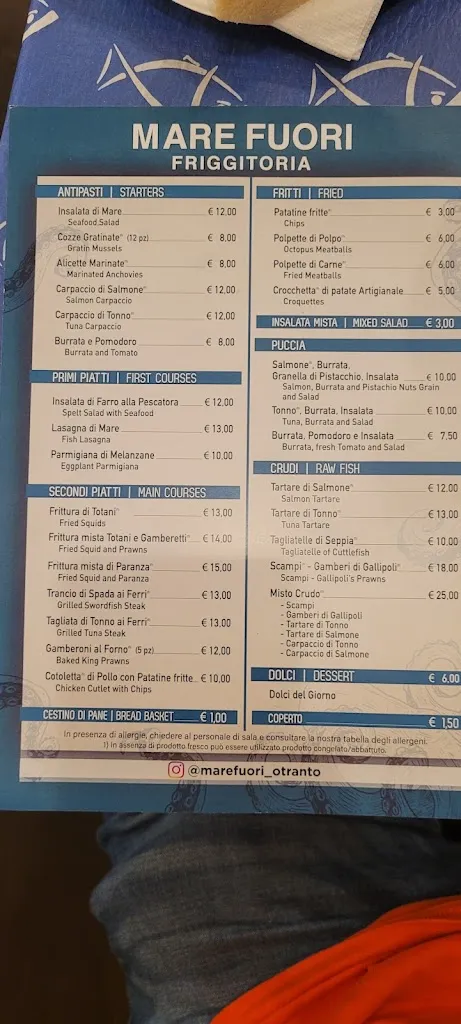 MARE FUORI
FRIGGITORIA
ANTIPASTI | STARTERS
Insalata di Mare € 12,00
Seafood Salad
Cozze Gratinate* (12 pz) € 8,00
Gratin Mussels
Alicette Marinate* € 8,00
Marinated Anchovies
Carpaccio di Salmone* € 12,00
Salmon Carpaccio
Carpaccio di Tonno* € 12,00
Tuna Carpaccio
Burrata e Pomodoro € 8,00
Burrata and Tomato
PRIMI PIATTI | FIRST COURSES
Insalata di Farro alla Pescatora € 12,00
Spelt Salad with Seafood
Lasagna di Mare € 13,00
Fish Lasagna
Parmigiana di Melanzane € 10,00
Eggplant Parmigiana
SECONDI PIATTI | MAIN COURSES
Frittura di Totani* € 13,00
Fried Squids
Frittura mista Totani e Gamberetti* € 14,00
Fried Squid and Prawns
Frittura mista di Paranza* € 15,00
Fried Squid and Paranza
Trancio di Spada ai Ferri* € 13,00
Grilled Swordfish Steak
Tagliata di Tonno ai Ferri* € 13,00
Grilled Tuna Steak
Gamberoni al Forno* (5 pz) € 12,00
Baked King Prawns
Cotoletta* di Pollo con Patatine fritte € 10,00
Chicken Cutlet with Chips
CESTINO DI PANE | BREAD BASKET € 1,00
FRITTI | FRIED
Patatine fritte* € 3,00
Chips
Polpette di Polpo* € 6,00
Octopus Meatballs
Polpette di Carne* € 6,00
Fried Meatballs
Crocchetta* di patate Artigianale € 5,00
Croquettes
INSALATA MISTA | MIXED SALAD € 3,00
PUCCIA
Salmone*, Burrata,
Granella di Pistacchio, Insalata € 10,00
Salmon, Burrata and Pistachio Nuts Grain
and Salad
Tonno*, Burrata, Insalata € 10,00
Tuna, Burrata and Salad
Burrata, Pomodoro e Insalata € 7,50
Burrata, fresh Tomato and Salad
CRUDI | RAW FISH
Tartare di Salmone* € 12,00
Salmon Tartare
Tartare di Tonno* € 13,00
Tuna Tartare
Tagliatelle di Seppia* € 10,00
Tagliatelle of Cuttlefish
Scampi* - Gamberi di Gallipoli* € 18,00
Scampi - Gallipoli's Prawns
Misto Crudo* € 25,00
- Scampi
- Gamberi di Gallipoli
- Tartare di Tonno
- Tartare di Salmone
- Carpaccio di Tonno
- Carpaccio di Salmone
DOLCI | DESSERT € 6,00
Dolci del Giorno
COPERTO € 1,50
In presenza di allergie, chiedere al personale di sala e consultare la nostra tabella degli allergeni.
1) In assenza di prodotto fresco può essere utilizzato prodotto congelato/abbattuto.
@marefuori_otranto